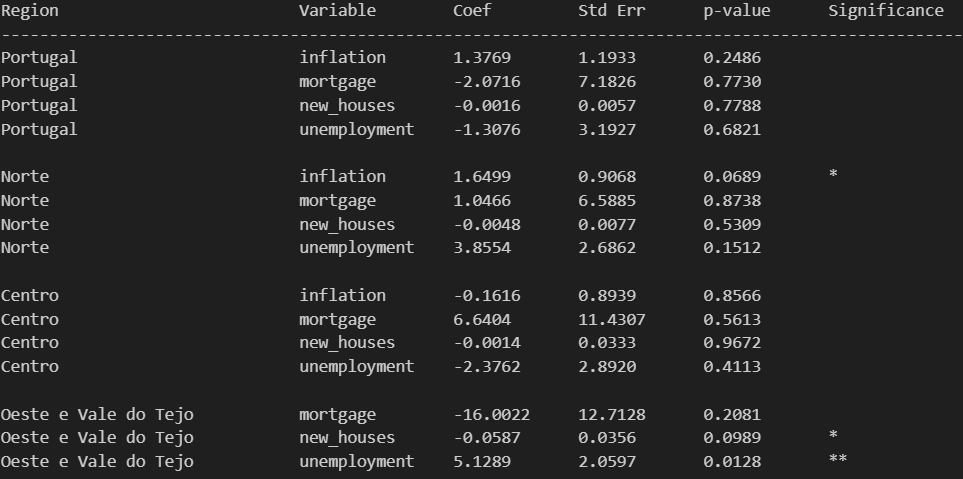 Region Variable Coef Std Err p-value Significance
--------------------------------------------------------------------------------------------------
Portugal inflation 1.3769 1.1933 0.2486
Portugal mortgage -2.0716 7.1826 0.7730
Portugal new_houses -0.0016 0.0057 0.7788
Portugal unemployment -1.3076 3.1927 0.6821
Norte inflation 1.6499 0.9068 0.0689 *
Norte mortgage 1.0466 6.5885 0.8738
Norte new_houses -0.0048 0.0077 0.5309
Norte unemployment 3.8554 2.6862 0.1512
Centro inflation -0.1616 0.8939 0.8566
Centro mortgage 6.6404 11.4307 0.5613
Centro new_houses -0.0014 0.0333 0.9672
Centro unemployment -2.3762 2.8920 0.4113
Oeste e Vale do Tejo mortgage -16.0022 12.7128 0.2081
Oeste e Vale do Tejo new_houses -0.0587 0.0356 0.0989 *
Oeste e Vale do Tejo unemployment 5.1289 2.0597 0.0128 **